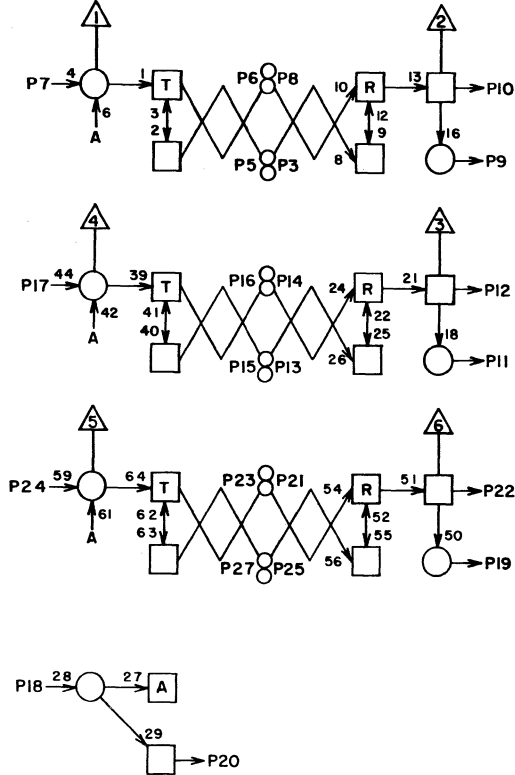 1 2
P7 4 1 T P6 P8 10 R 13 P10
6 3 12
A 2 P5 P3 8 9 16 P9
4 3
P17 44 39 T P16 P14 24 R 21 P12
42 41 22
A 40 P15 P13 26 25 18 P11
5 6
P24 59 64 T P23 P21 54 R 51 P22
61 62 52
A 63 P27 P25 56 55 50 P19
P18 28 27 A
29 P20